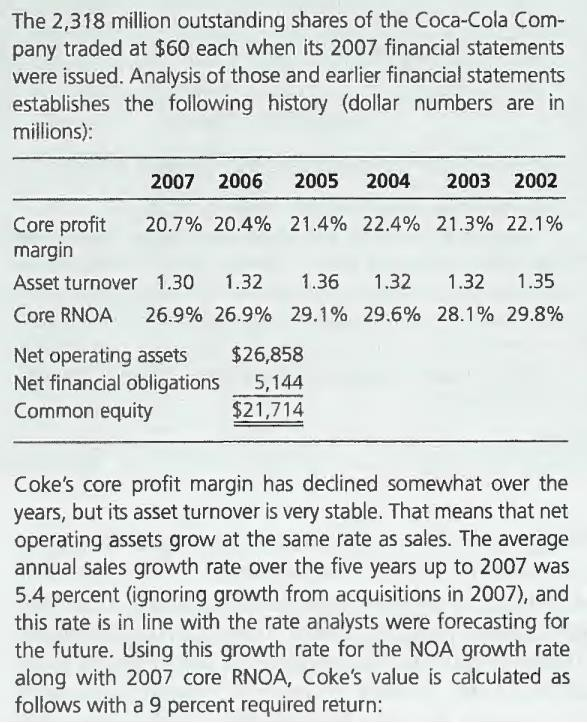 The 2,318 million outstanding shares of the Coca-Cola Com-
pany traded at $60 each when its 2007 financial statements
were issued. Analysis of those and earlier financial statements
establishes the following history (dollar numbers are in
millions):
2007 2006 2005 2004 2003 2002
Core profit 20.7% 20.4% 21.4% 22.4% 21.3% 22.1%
margin
Asset turnover 1.30 1.32 1.36 1.32 1.32 1.35
Core RNOA 26.9% 26.9% 29.1% 29.6% 28.1% 29.8%
Net operating assets $26,858
Net financial obligations 5,144
Common equity $21,714
Coke's core profit margin has declined somewhat over the
years, but its asset turnover is very stable. That means that net
operating assets grow at the same rate as sales. The average
annual sales growth rate over the five years up to 2007 was
5.4 percent (ignoring growth from acquisitions in 2007), and
this rate is in line with the rate analysts were forecasting for
the future. Using this growth rate for the NOA growth rate
along with 2007 core RNOA, Coke's value is calculated as
follows with a 9 percent required return: